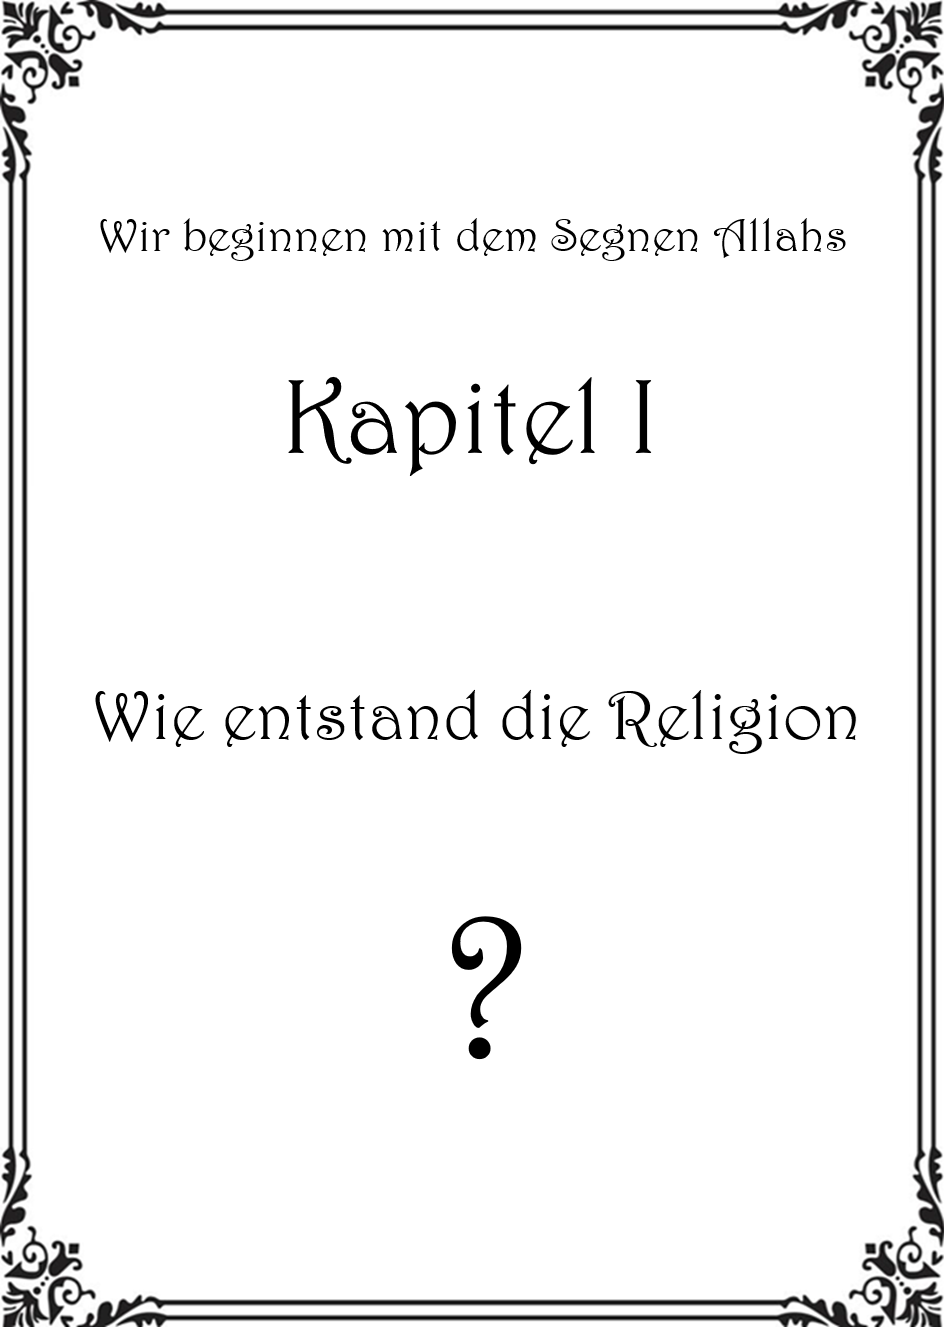 Wir beginnen mit dem Segnen Allahs
Kapitel I
Wie entstand die Religion
?